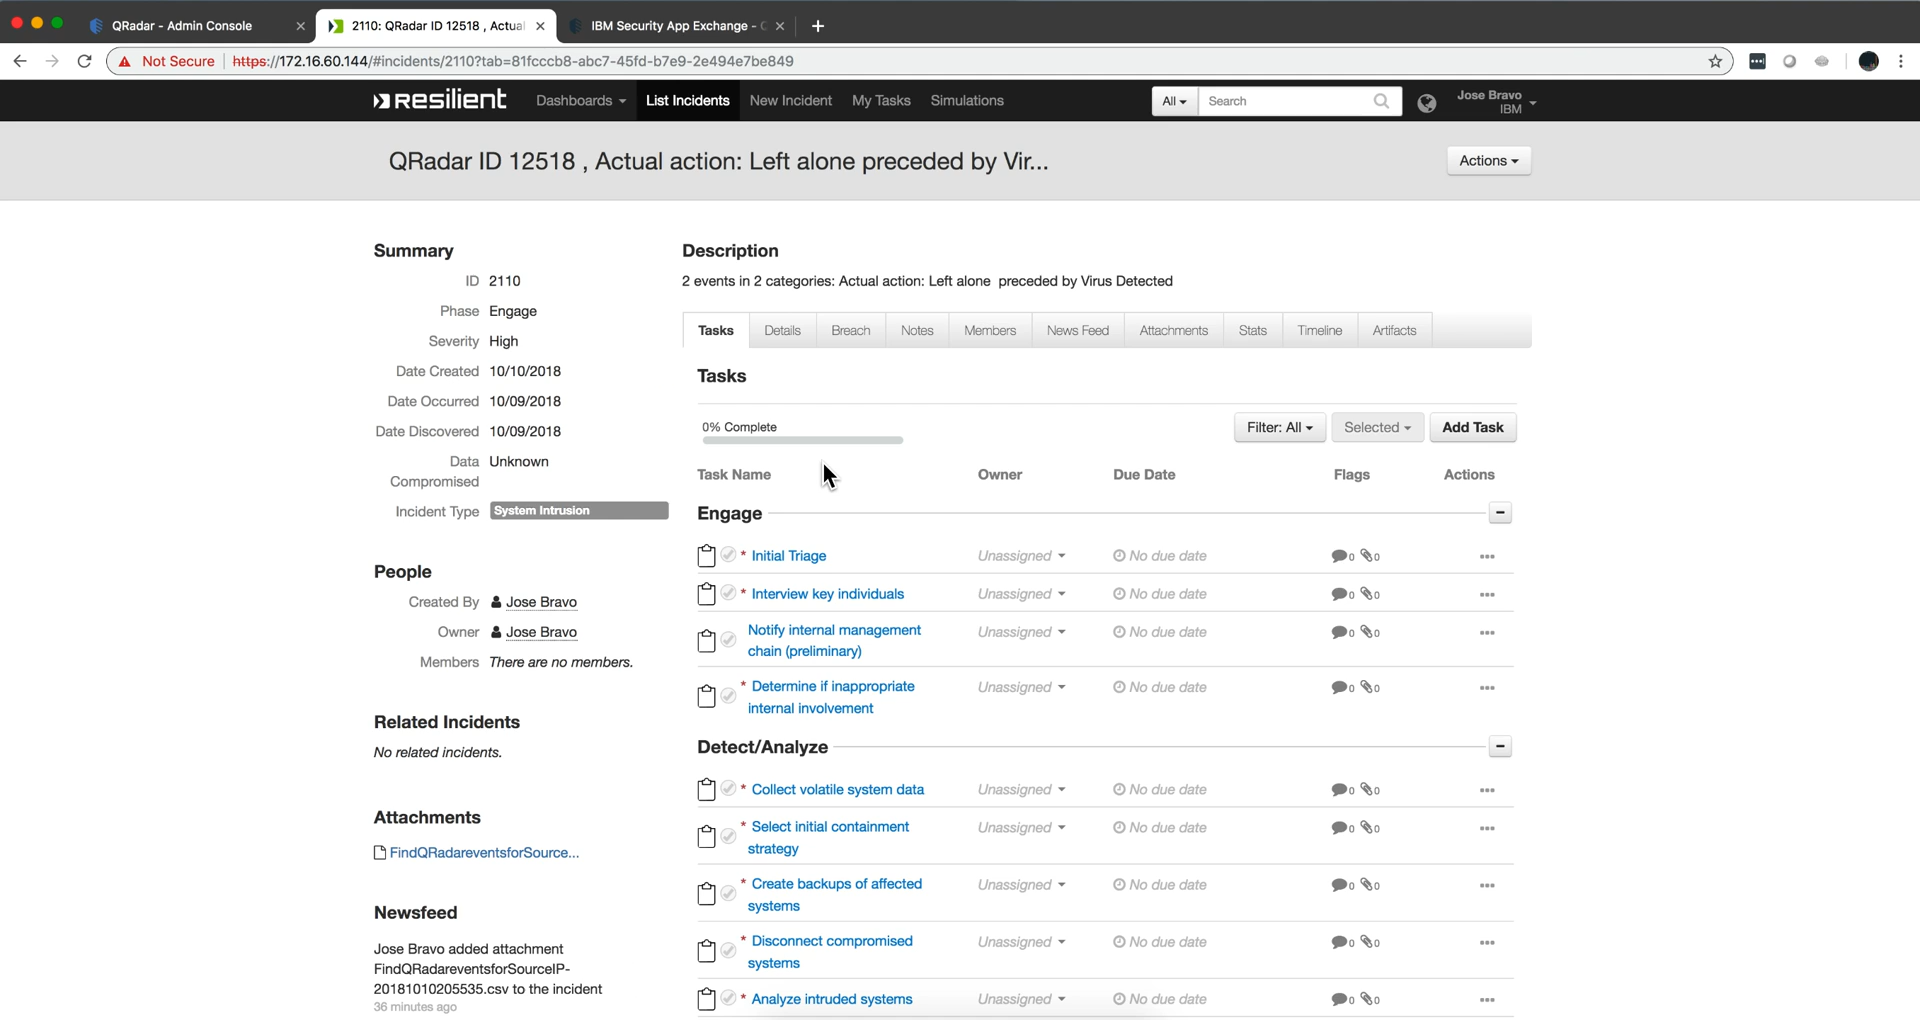 QRadar - Admin Console
2110: QRadar ID 12518 , Actual
IBM Security App Exchange -
Not Secure
https://172.16.60.144/#incidents/2110?tab=81fcccb8-abc7-45fd-b7e9-2e494e7be849
resilient
Dashboards
List Incidents
New Incident
My Tasks
Simulations
All
Search
Jose Bravo
IBM
QRadar ID 12518 , Actual action: Left alone preceded by Vir...
Actions
Summary
ID 2110
Phase Engage
Severity High
Date Created 10/10/2018
Date Occurred 10/09/2018
Date Discovered 10/09/2018
Data Unknown
Compromised
Incident Type System Intrusion
People
Created By Jose Bravo
Owner Jose Bravo
Members There are no members.
Related Incidents
No related incidents.
Attachments
FindQRadareventsforSource...
Newsfeed
Jose Bravo added attachment
FindQRadareventsforSourceIP-
20181010205535.csv to the incident
36 minutes ago
Description
2 events in 2 categories: Actual action: Left alone preceded by Virus Detected
Tasks Details Breach Notes Members News Feed Attachments Stats Timeline Artifacts
Tasks
0% Complete
Filter: All
Selected
Add Task
Task Name Owner Due Date Flags Actions
Engage
* Initial Triage Unassigned No due date 0 0
* Interview key individuals Unassigned No due date 0 0
Notify internal management Unassigned No due date 0 0
chain (preliminary)
* Determine if inappropriate Unassigned No due date 0 0
internal involvement
Detect/Analyze
* Collect volatile system data Unassigned No due date 0 0
* Select initial containment Unassigned No due date 0 0
strategy
* Create backups of affected Unassigned No due date 0 0
systems
* Disconnect compromised Unassigned No due date 0 0
systems
* Analyze intruded systems Unassigned No due date 0 0